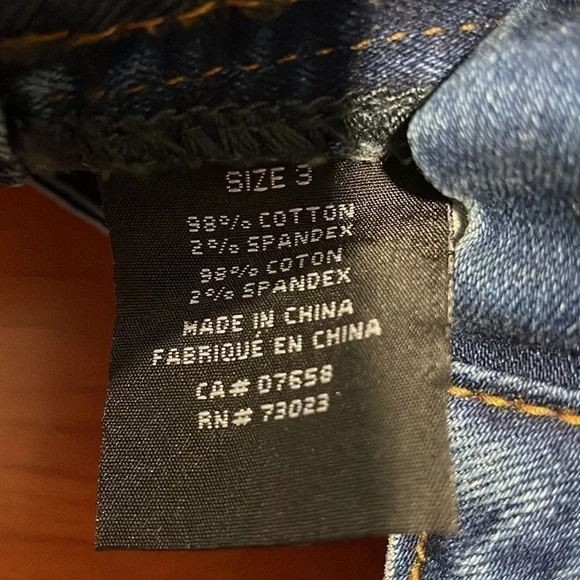 SIZE 3
98% COTTON
2% SPANDEX
98% COTON
2% SPANDEX
MADE IN CHINA
FABRIQUÉ EN CHINA
CA# 07658
RN# 73023